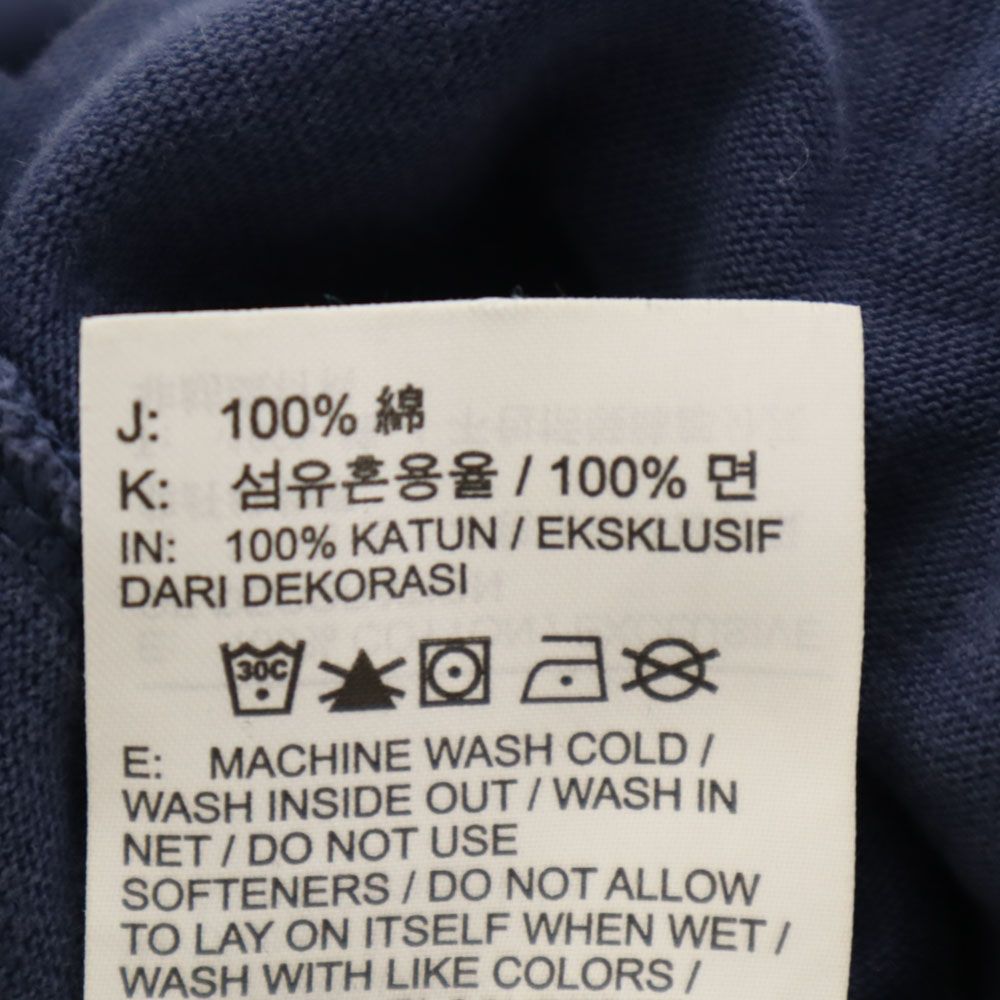 J: 100% 綿
K: 섬유혼용율 / 100% 면
IN: 100% KATUN / EKSKLUSIF
DARI DEKORASI
30C
E: MACHINE WASH COLD /
WASH INSIDE OUT / WASH IN
NET / DO NOT USE
SOFTENERS / DO NOT ALLOW
TO LAY ON ITSELF WHEN WET /
WASH WITH LIKE COLORS /